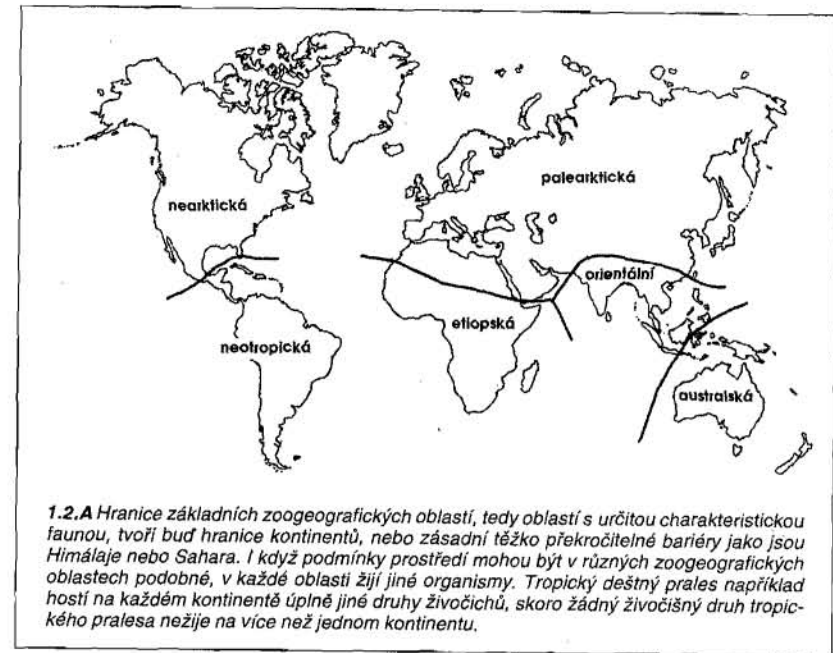 nearktická
palearktická
orientální
etiopská
neotropická
australská
1.2.A Hranice základních zoogeografických oblastí, tedy oblastí s určitou charakteristickou
faunou, tvoří buď hranice kontinentů, nebo zásadní těžko překročitelné bariéry jako jsou
Himálaje nebo Sahara. I když podmínky prostředí mohou být v různých zoogeografických
oblastech podobné, v každé oblasti žijí jiné organismy. Tropický deštný prales například
hostí na každém kontinentě úplně jiné druhy živočichů, skoro žádný živočišný druh tropic-
kého pralesa nežije na více než jednom kontinentu.